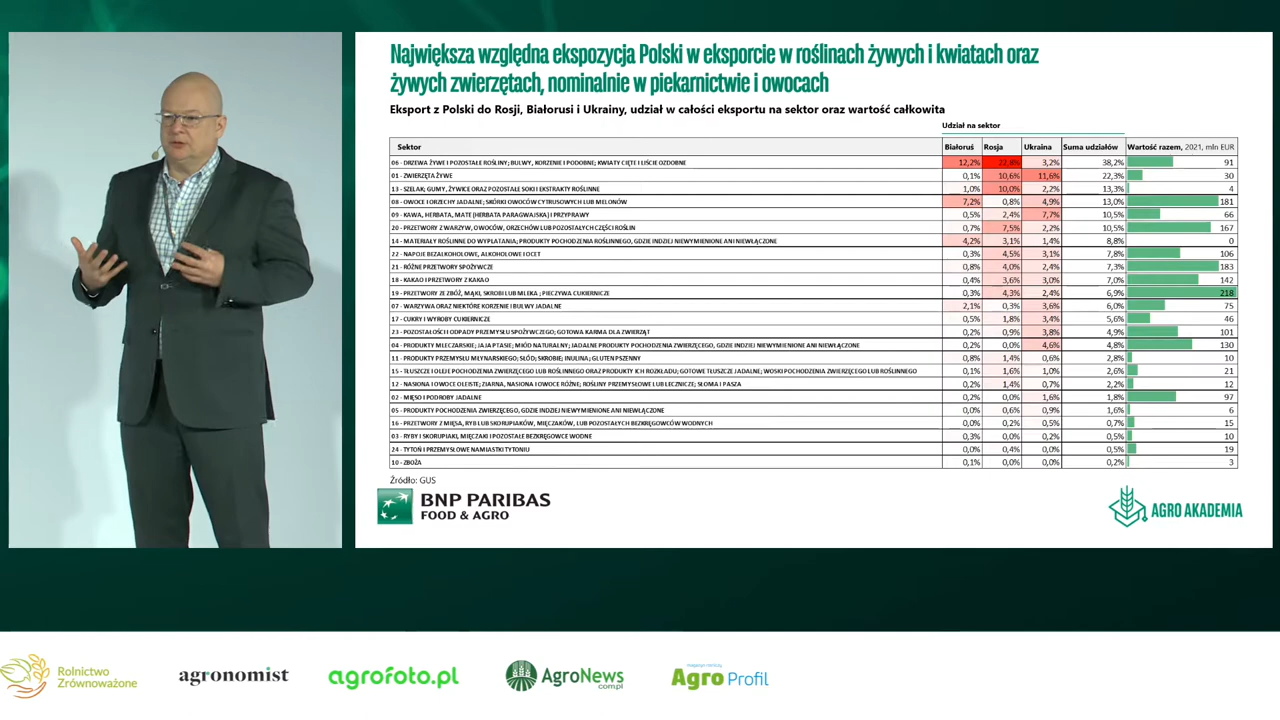 Największa względna ekspozycja Polski w eksporcie w roślinach żywych i kwiatach oraz
żywych zwierzętach, nominalnie w piekarnictwie i owocach
Eksport z Polski do Rosji, Białorusi i Ukrainy, udział w całości eksportu na sektor oraz wartość całkowita
Udział na sektor
Sektor Białoruś Rosja Ukraina Suma udziałów Wartość razem, 2021, mln EUR
06 - DRZEWA ŻYWE I POZOSTAŁE ROŚLINY; BULWY, KORZENIE I PODOBNE; KWIATY CIĘTE I LIŚCIE OZDOBNE 12,2% 22,8% 3,2% 38,2% 91
01 - ZWIERZĘTA ŻYWE 0,1% 10,6% 11,6% 22,3% 30
13 - SZELAK; GUMY, ŻYWICE ORAZ POZOSTAŁE SOKI I EKSTRAKTY ROŚLINNE 1,0% 10,0% 2,2% 13,3% 4
08 - OWOCE I ORZECHY JADALNE; SKÓRKI OWOCÓW CYTRUSOWYCH LUB MELONÓW 7,2% 0,8% 4,9% 13,0% 181
09 - KAWA, HERBATA, MATE (HERBATA PARAGWAJSKA) I PRZYPRAWY 0,5% 2,4% 7,7% 10,5% 66
20 - PRZETWORY Z WARZYW, OWOCÓW, ORZECHÓW LUB POZOSTAŁYCH CZĘŚCI ROŚLIN 0,7% 7,5% 2,2% 10,5% 167
14 - MATERIAŁY ROŚLINNE DO WYPLATANIA; PRODUKTY POCHODZENIA ROŚLINNEGO, GDZIE INDZIEJ NIEWYMIENIONE ANI NIEWŁĄCZONE 4,2% 3,1% 1,4% 8,8% 0
22 - NAPOJE BEZALKOHOLOWE, ALKOHOLOWE I OCET 0,3% 4,5% 3,1% 7,8% 106
21 - RÓŻNE PRZETWORY SPOŻYWCZE 0,8% 4,0% 2,4% 7,3% 183
18 - KAKAO I PRZETWORY Z KAKAO 0,4% 3,6% 3,0% 7,0% 142
19 - PRZETWORY ZE ZBÓŻ, MĄKI, SKROBI LUB MLEKA ; PIECZYWA CUKIERNICZE 0,3% 4,3% 2,4% 6,9% 218
07 - WARZYWA ORAZ NIEKTÓRE KORZENIE I BULWY JADALNE 2,1% 0,3% 3,6% 6,0% 75
17 - CUKRY I WYROBY CUKIERNICZE 0,5% 1,8% 3,4% 5,6% 46
23 - POZOSTAŁOŚCI I ODPADY PRZEMYSŁU SPOŻYWCZEGO; GOTOWA KARMA DLA ZWIERZĄT 0,2% 0,9% 3,8% 4,9% 101
04 - PRODUKTY MLECZARSKIE; JAJA PTASIE; MIÓD NATURALNY; JADALNE PRODUKTY POCHODZENIA ZWIERZĘCEGO, GDZIE INDZIEJ NIEWYMIENIONE ANI NIEWŁĄCZONE 0,2% 0,0% 4,6% 4,8% 130
11 - PRODUKTY PRZEMYSŁU MŁYNARSKIEGO; SŁÓD; SKROBIE; INULINA; GLUTEN PSZENNY 0,8% 1,4% 0,6% 2,8% 10
15 - TŁUSZCZE I OLEJE POCHODZENIA ZWIERZĘCEGO ORAZ PRODUKTY ICH ROZKŁADU; GOTOWE TŁUSZCZE JADALNE; WOSKI POCHODZENIA ZWIERZĘCEGO LUB ROŚLINNEGO 0,1% 1,6% 1,0% 2,6% 21
12 - NASIONA I OWOCE OLEISTE; ZIARNA, NASIONA I OWOCE RÓŻNE; ROŚLINY PRZEMYSŁOWE LUB LECZNICZE; SŁOMA I PASZA 0,2% 1,4% 0,7% 2,2% 12
02 - MIĘSO I PODROBY JADALNE 0,2% 0,0% 1,6% 1,8% 97
05 - PRODUKTY POCHODZENIA ZWIERZĘCEGO, GDZIE INDZIEJ NIEWYMIENIONE ANI NIEWŁĄCZONE 0,0% 0,6% 0,9% 1,6% 6
16 - PRZETWORY Z MIĘSA, RYB LUB SKORUPIAKÓW, MIĘCZAKÓW, LUB POZOSTAŁYCH BEZKRĘGOWCÓW WODNYCH 0,0% 0,2% 0,5% 0,7% 15
03 - RYBY I SKORUPIAKI, MIĘCZAKI I POZOSTAŁE BEZKRĘGOWCE WODNE 0,3% 0,0% 0,2% 0,5% 10
24 - TYTOŃ I PRZEMYSŁOWE NAMIASTKI TYTONIU 0,0% 0,4% 0,0% 0,5% 19
10 - ZBOŻA 0,1% 0,0% 0,0% 0,2% 3
Źródło: GUS
BNP PARIBAS
FOOD & AGRO
AGRO AKADEMIA
Rolnictwo
Zrównoważone
agronomist
agrofoto.pl
AgroNews
com.pl
Agro Profil